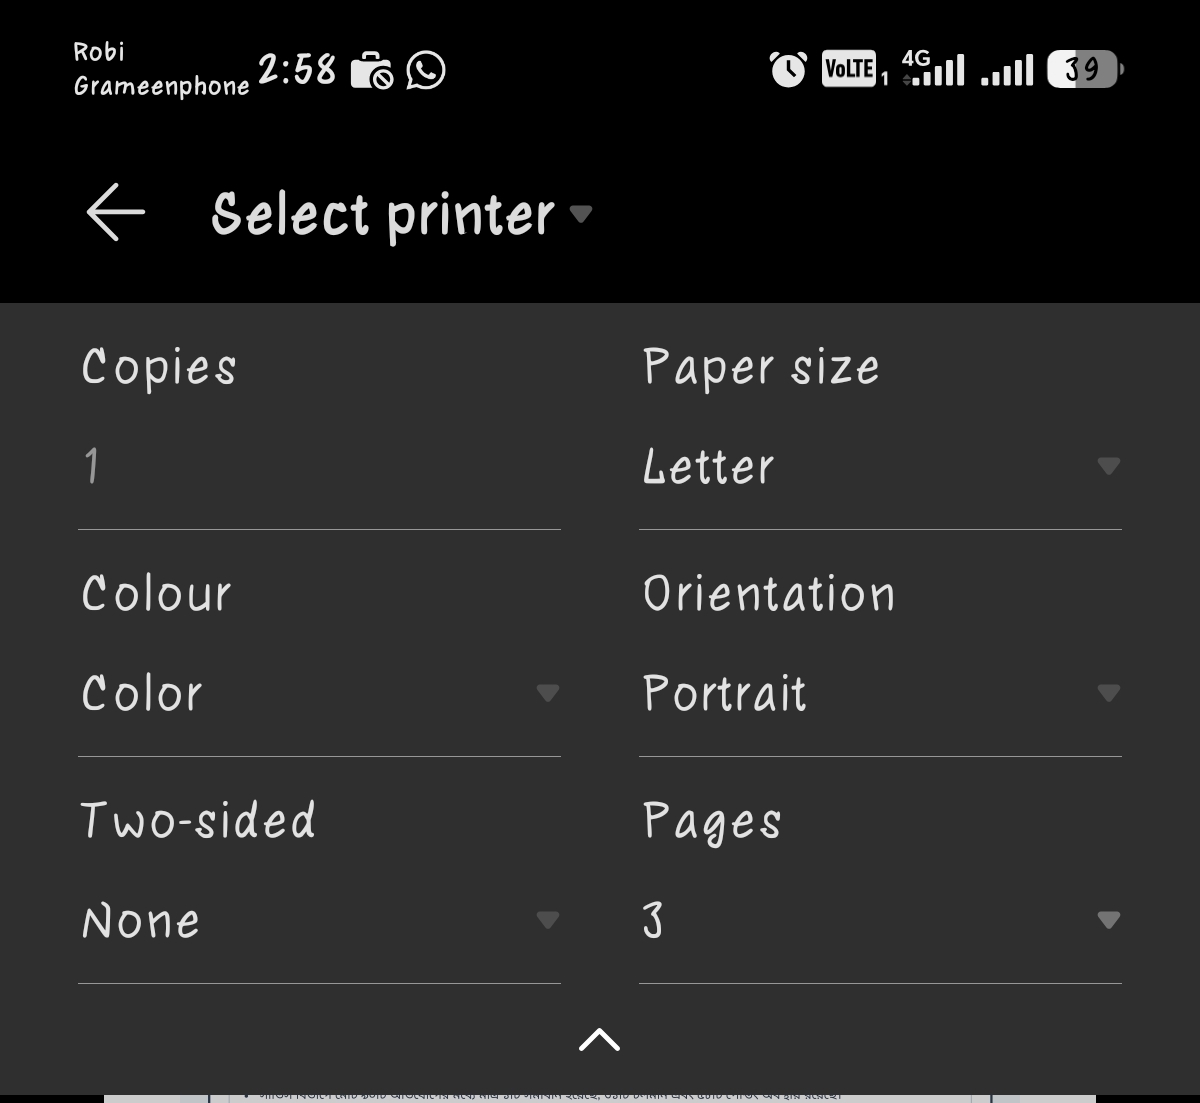 Robi
Grameenphone 2:58 VoLTE 1 4G 39
Select printer
Copies Paper size
1 Letter
Colour Orientation
Color Portrait
Two-sided Pages
None 3